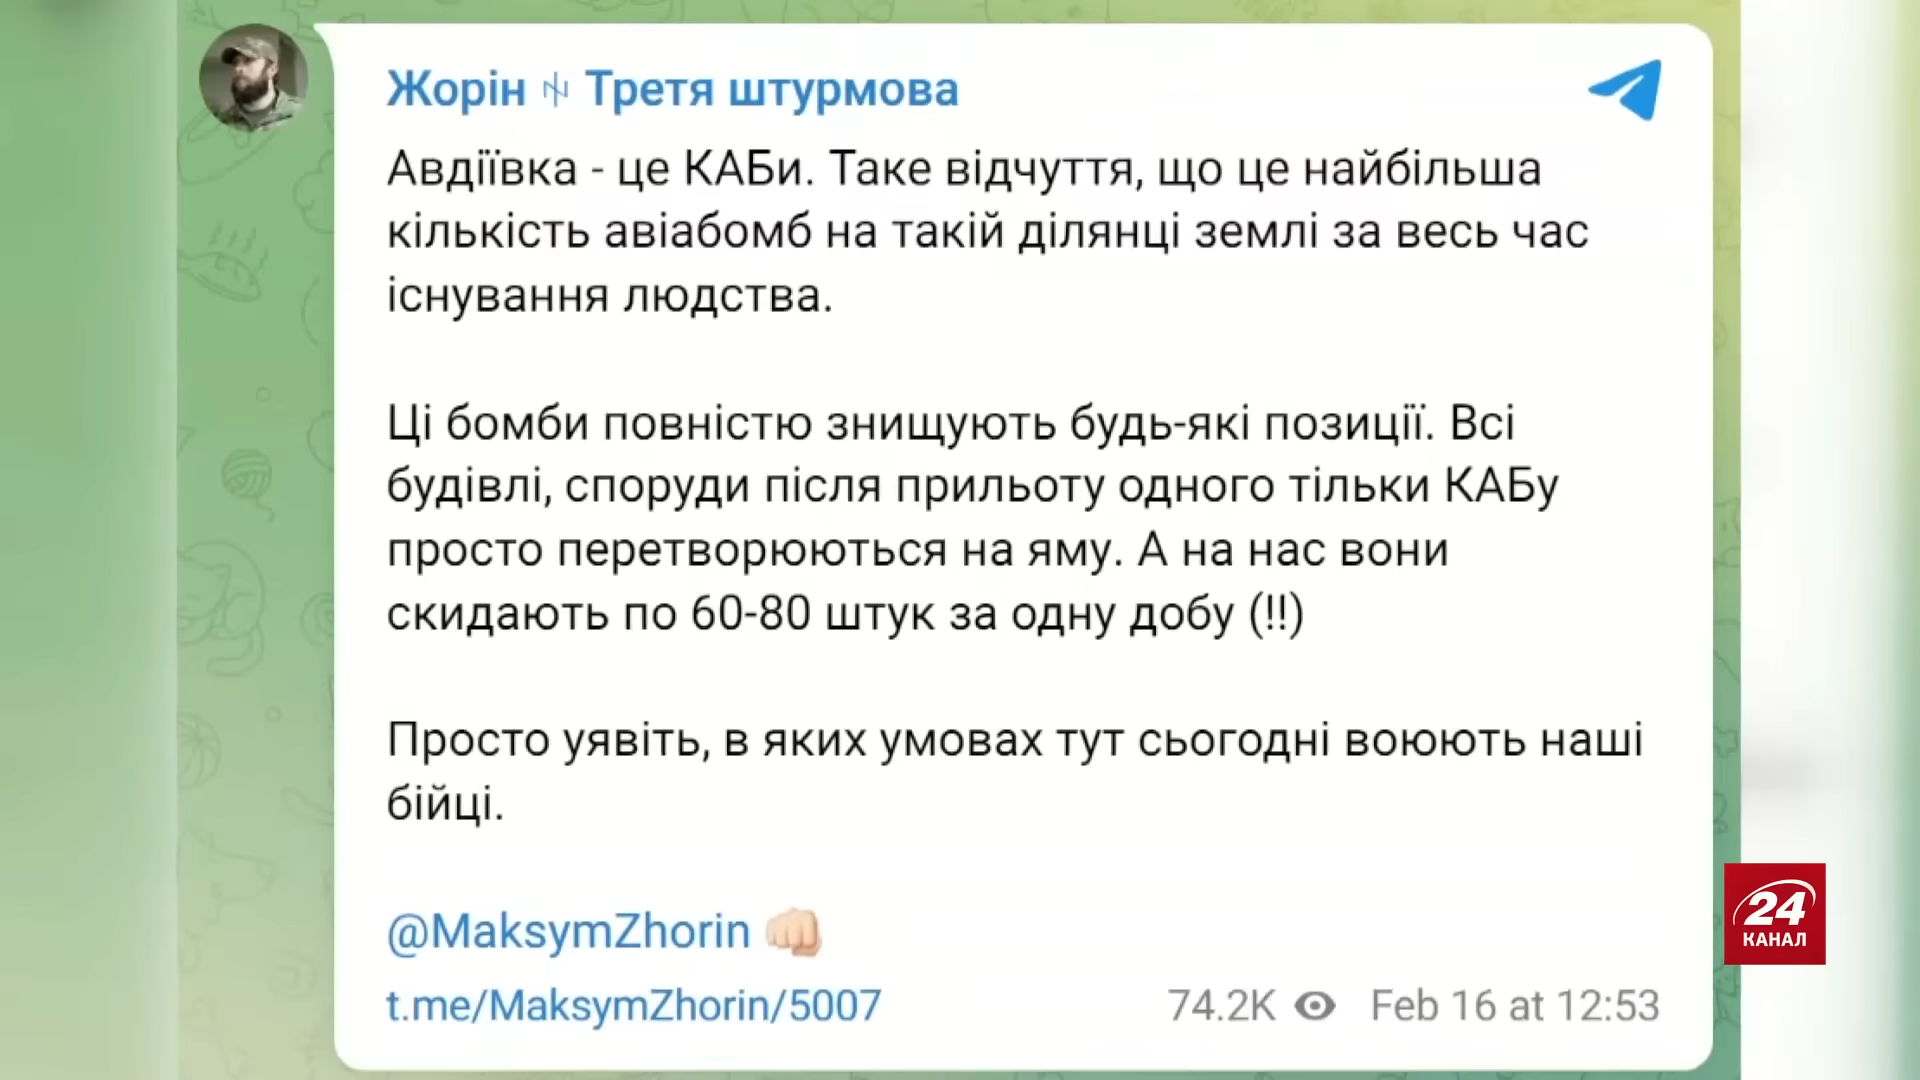 Жорін Третя штурмова
Авдіївка - це КАБи. Таке відчуття, що це найбільша
кількість авіабомб на такій ділянці землі за весь час
існування людства.
Ці бомби повністю знищують будь-які позиції. Всі
будівлі, споруди після прильоту одного тільки КАБу
просто перетворюються на яму. А на нас вони
скидають по 60-80 штук за одну добу (!!)
Просто уявіть, в яких умовах тут сьогодні воюють наші
бійці.
@MaksymZhorin 👊🏻
t.me/MaksymZhorin/5007 74.2K Feb 16 at 12:53
24
КАНАЛ